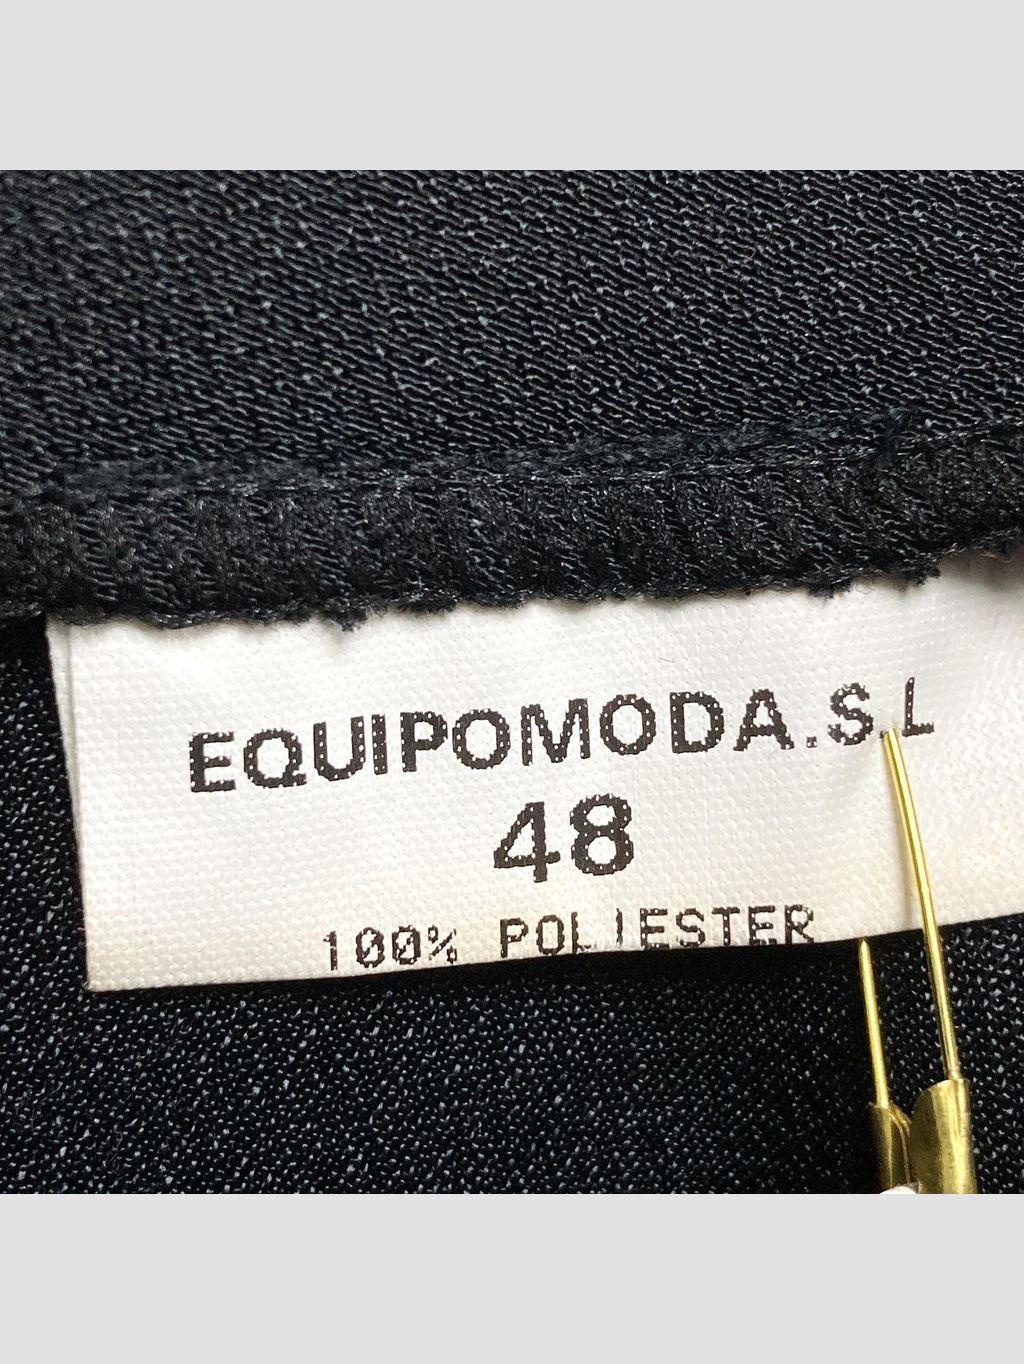 EQUIPOMODA.S.L
48
100% POLIESTER